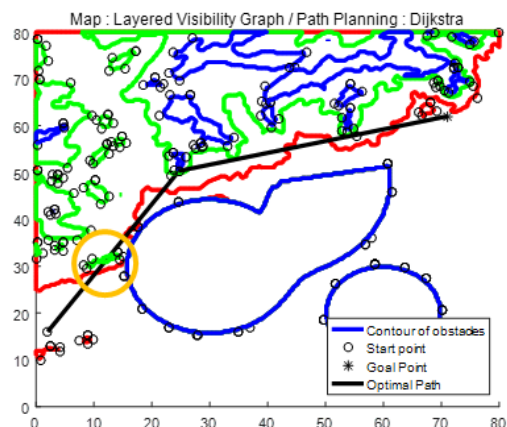 Map : Layered Visibility Graph / Path Planning : Dijkstra
80
70
60
50
40
30
20
10
0
0 10 20 30 40 50 60 70 80
Contour of obstades
Start point
Goal Point
Optimal Path